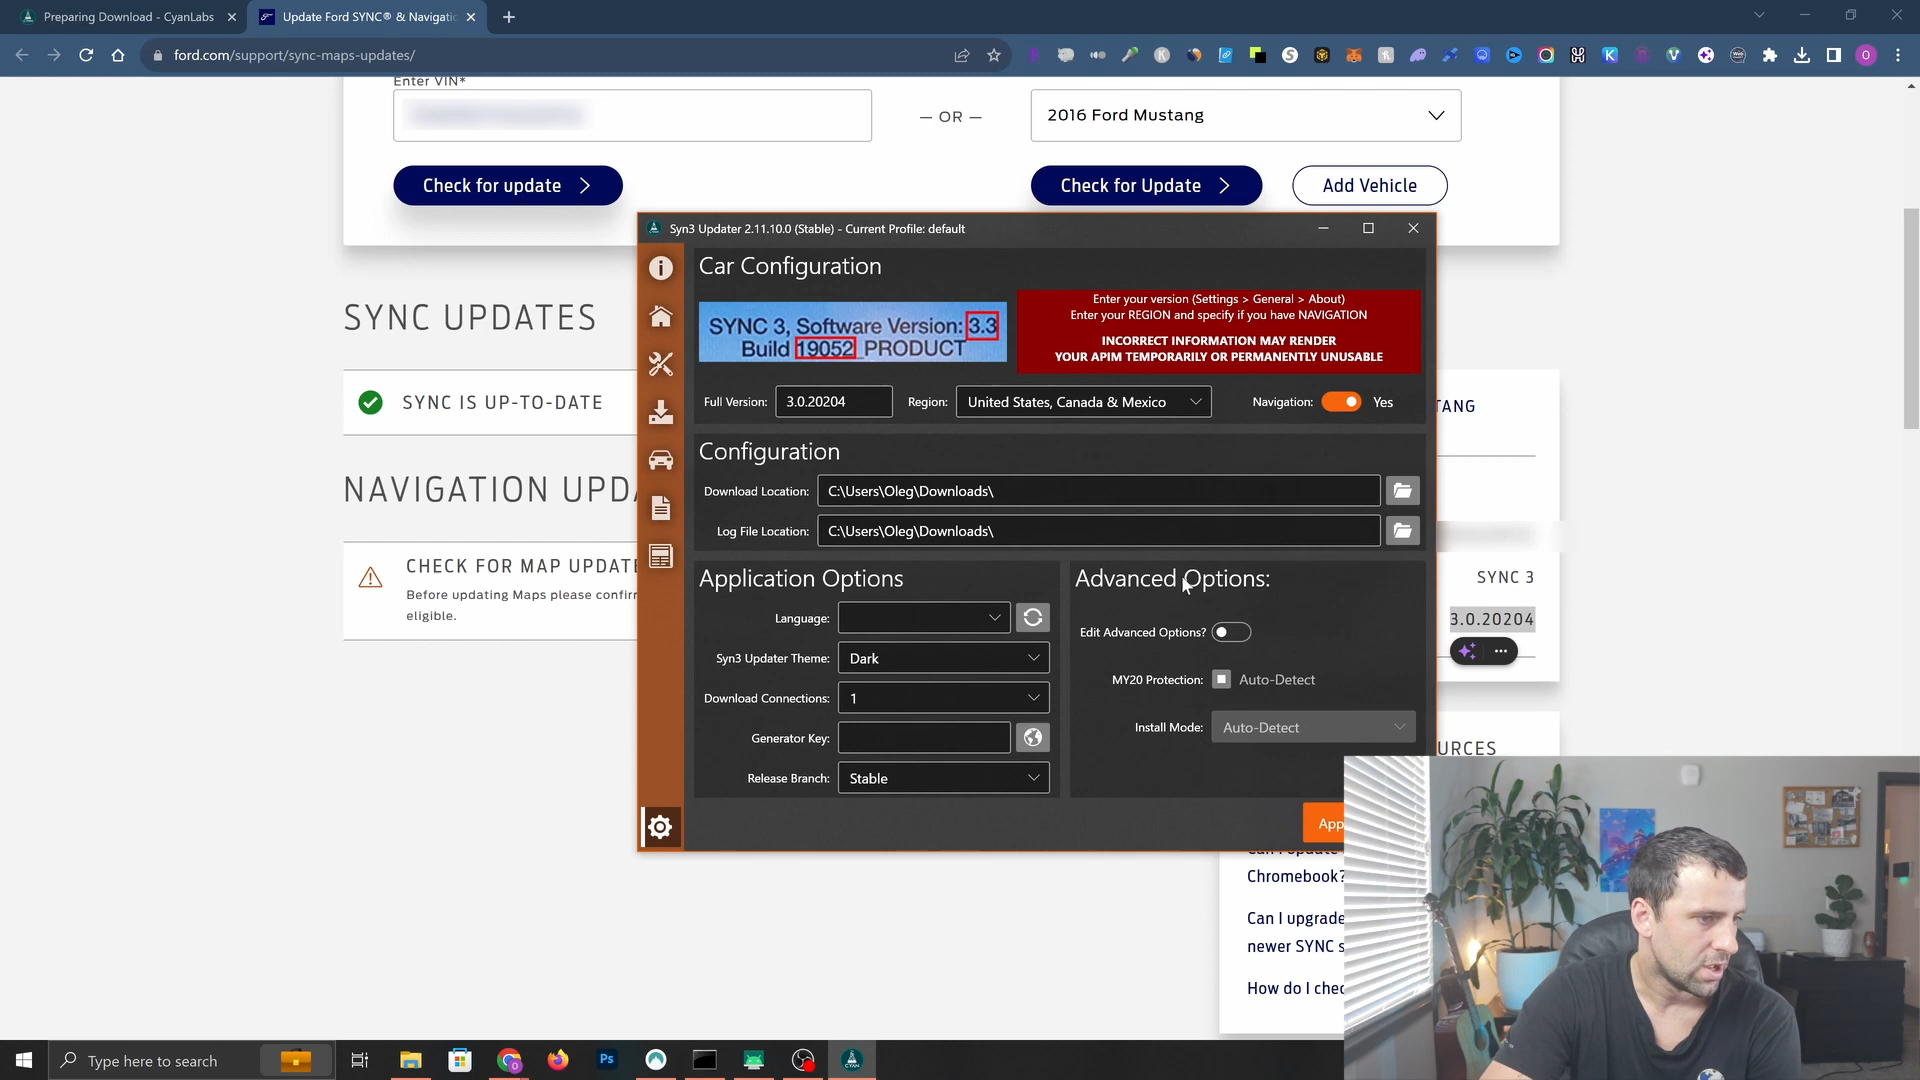 Preparing Download - CyanLabs
Update Ford SYNC® & Navigatio
ford.com/support/sync-maps-updates/
Enter VIN*
— OR —
2016 Ford Mustang
Check for update
Check for Update
Add Vehicle
SYNC UPDATES
SYNC IS UP-TO-DATE
NAVIGATION UPD
CHECK FOR MAP UPDATE
Before updating Maps please confir
eligible.
TANG
SYNC 3
3.0.20204
URCES
Chromebook?
Can I upgrade
newer SYNC s
How do I chec
Syn3 Updater 2.11.10.0 (Stable) - Current Profile: default
Car Configuration
SYNC 3, Software Version: 3.3
Build 19052_PRODUCT
Enter your version (Settings > General > About)
Enter your REGION and specify if you have NAVIGATION
INCORRECT INFORMATION MAY RENDER
YOUR APIM TEMPORARILY OR PERMANENTLY UNUSABLE
Full Version: 3.0.20204 Region: United States, Canada & Mexico Navigation: Yes
Configuration
Download Location: C:\Users\Oleg\Downloads\
Log File Location: C:\Users\Oleg\Downloads\
Application Options
Language:
Syn3 Updater Theme: Dark
Download Connections: 1
Generator Key:
Release Branch: Stable
Advanced Options:
Edit Advanced Options?
MY20 Protection: Auto-Detect
Install Mode: Auto-Detect
App
Type here to search